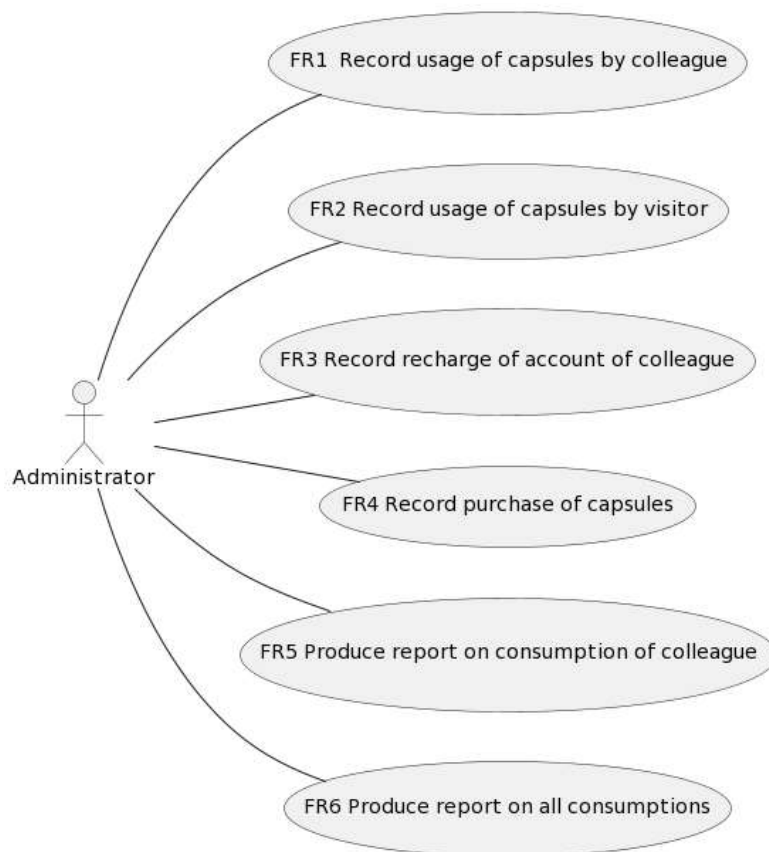 FR1  Record usage of capsules by colleague
FR2 Record usage of capsules by visitor
FR3 Record recharge of account of colleague
Administrator
FR4 Record purchase of capsules
FR5 Produce report on consumption of colleague
FR6 Produce report on all consumptions